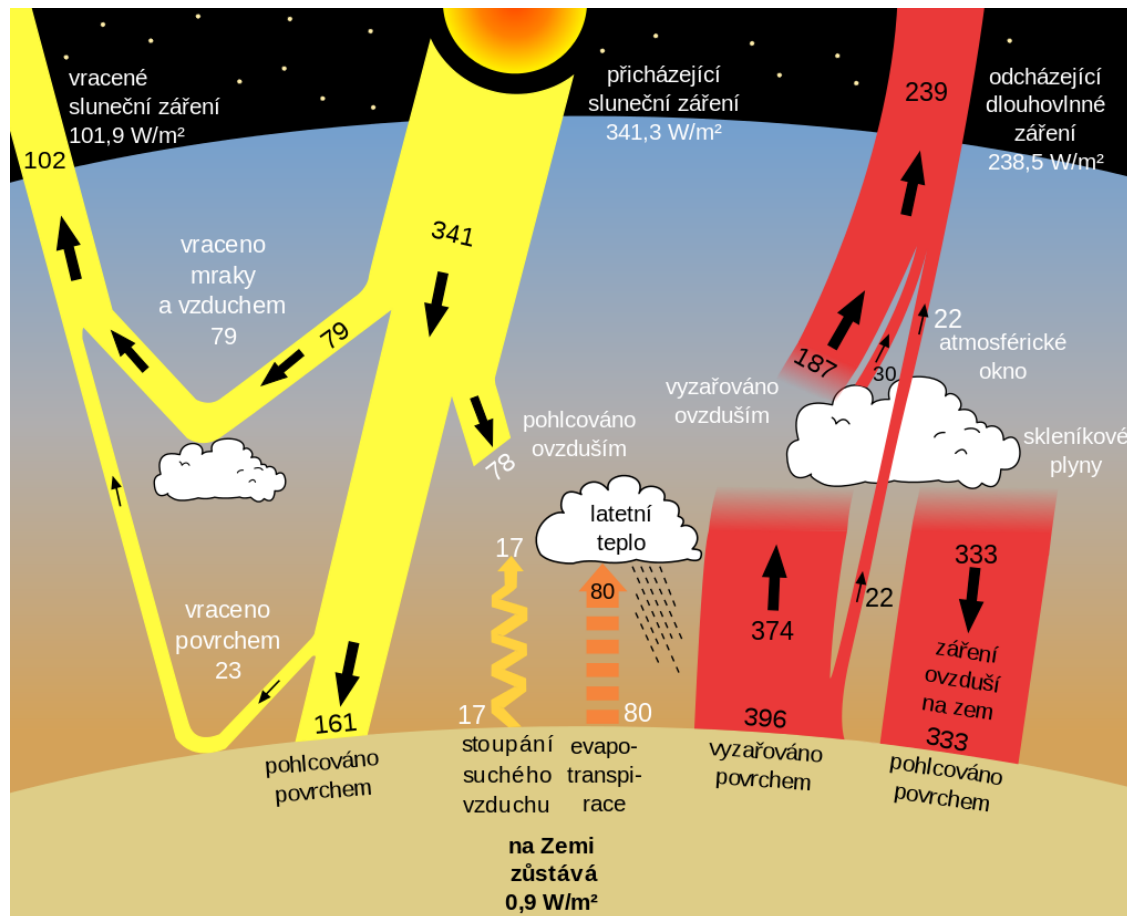 vracené
sluneční záření
101,9 W/m²
102
přicházející
sluneční záření
341,3 W/m²
239
odcházející
dlouhovlnné
záření
238,5 W/m²
341
vraceno
mraky
a vzduchem
79
79
187
30
22
atmosférické
okno
vyzařováno
ovzduším
pohlcováno
ovzduším
78
skleníkové
plyny
latetní
teplo
17
80
333
22
374
vraceno
povrchem
23
záření
ovzduší
na zem
161
17
80
396
333
pohlcováno
povrchem
stoupání
suchého
vzduchu
evapo-
transpi-
race
vyzařováno
povrchem
pohlcováno
povrchem
na Zemi
zůstává
0,9 W/m²